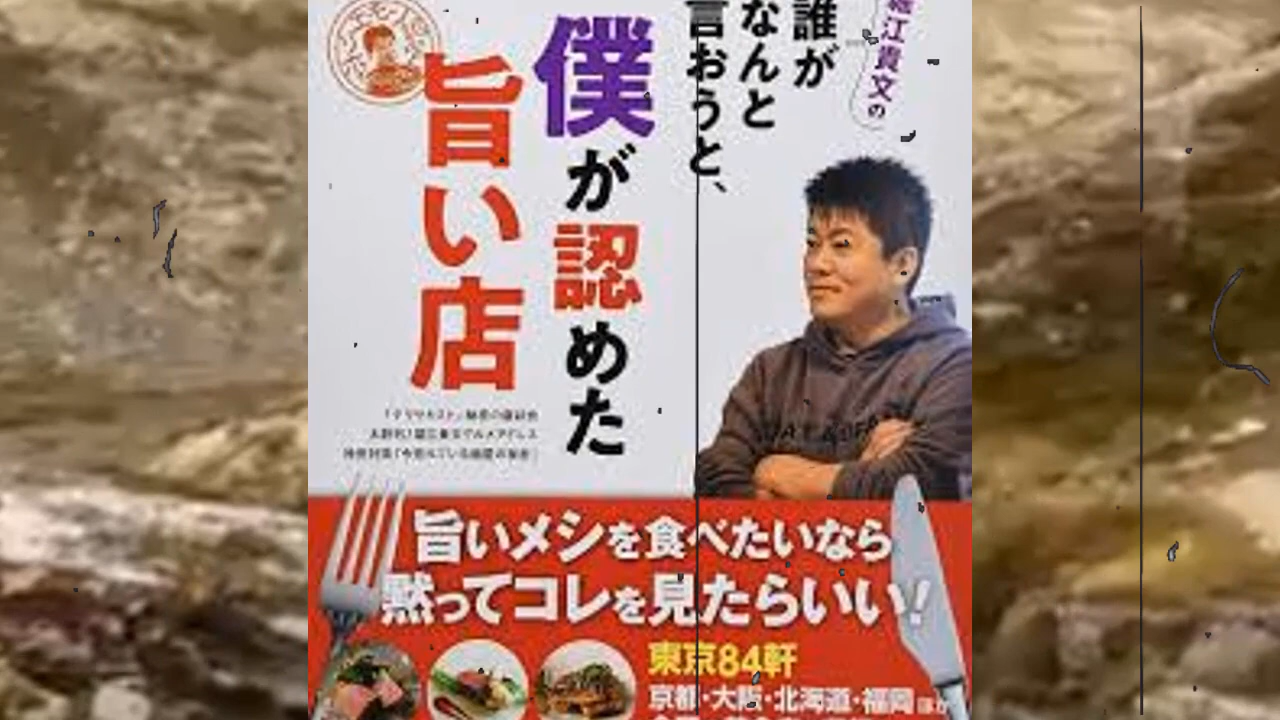 堀江貴文の
誰が
なんと
言おうと、
僕が認めた
旨い店
旨いメシを食べたいなら
黙ってコレを見たらいい!
東京84軒
京都・大阪・北海道・福岡ほか